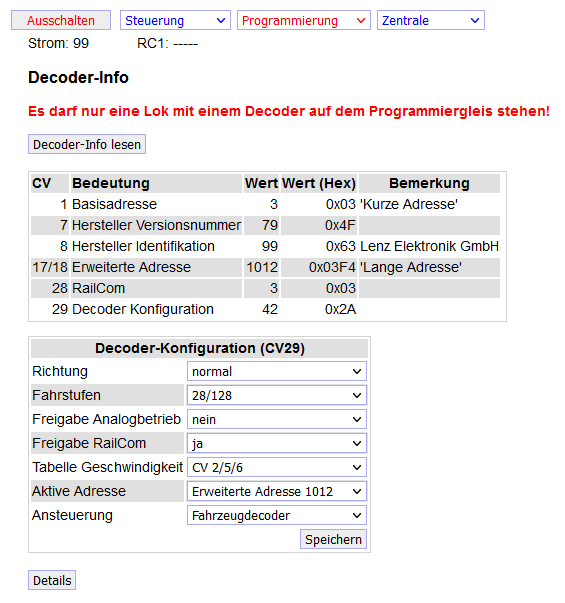 Ausschalten Steuerung Programmierung Zentrale
Strom: 99 RC1: -----
Decoder-Info
Es darf nur eine Lok mit einem Decoder auf dem Programmiergleis stehen!
Decoder-Info lesen
CV Bedeutung Wert Wert (Hex) Bemerkung
1 Basisadresse 3 0x03 'Kurze Adresse'
7 Hersteller Versionsnummer 79 0x4F
8 Hersteller Identifikation 99 0x63 Lenz Elektronik GmbH
17/18 Erweiterte Adresse 1012 0x03F4 'Lange Adresse'
28 RailCom 3 0x03
29 Decoder Konfiguration 42 0x2A
Decoder-Konfiguration (CV29)
Richtung normal
Fahrstufen 28/128
Freigabe Analogbetrieb nein
Freigabe RailCom ja
Tabelle Geschwindigkeit CV 2/5/6
Aktive Adresse Erweiterte Adresse 1012
Ansteuerung Fahrzeugdecoder
Speichern
Details